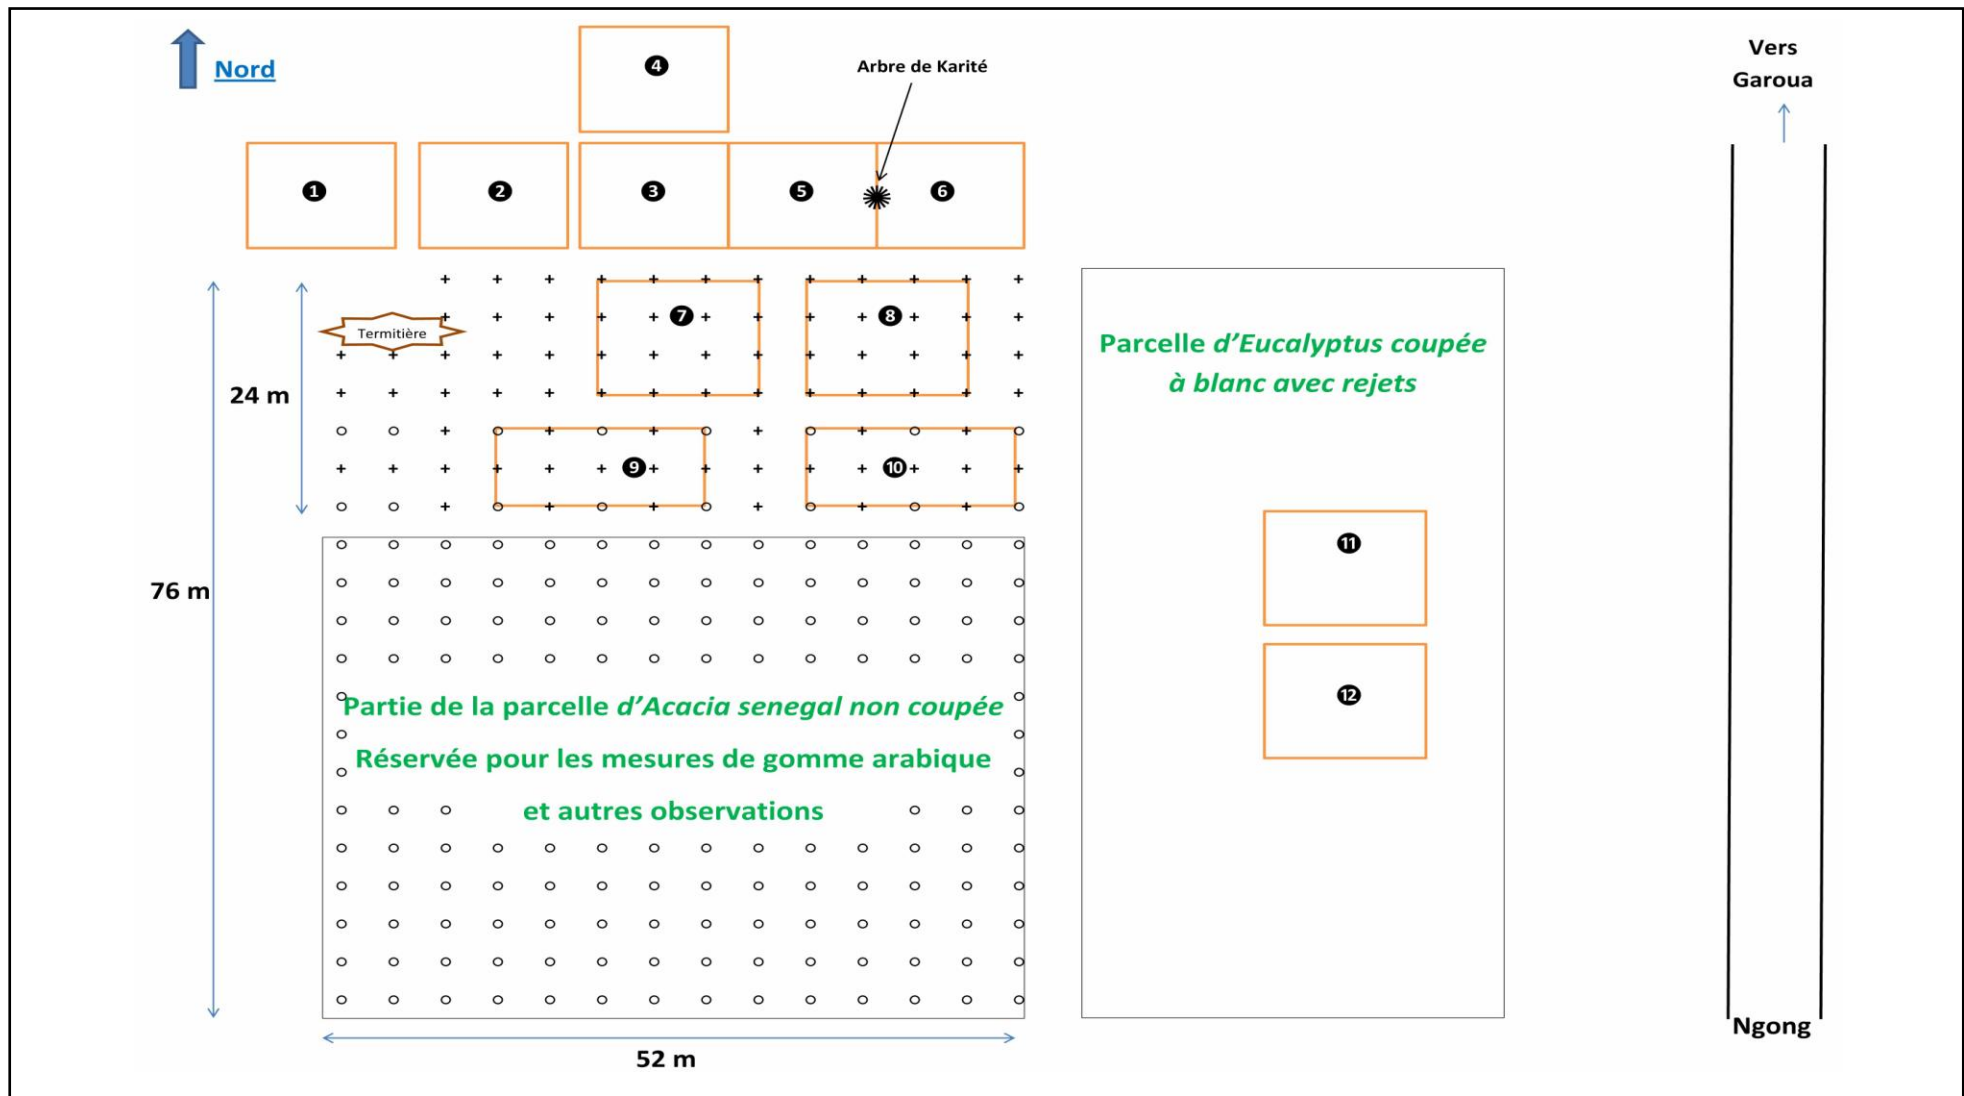 Nord
Arbre de Karité
Vers
Garoua
4
1
2
3
5
6
7
8
Termitière
24 m
9
10
76 m
Parcelle d'Eucalyptus coupée
à blanc avec rejets
11
12
Partie de la parcelle d'Acacia senegal non coupée
Réservée pour les mesures de gomme arabique
et autres observations
52 m
Ngong